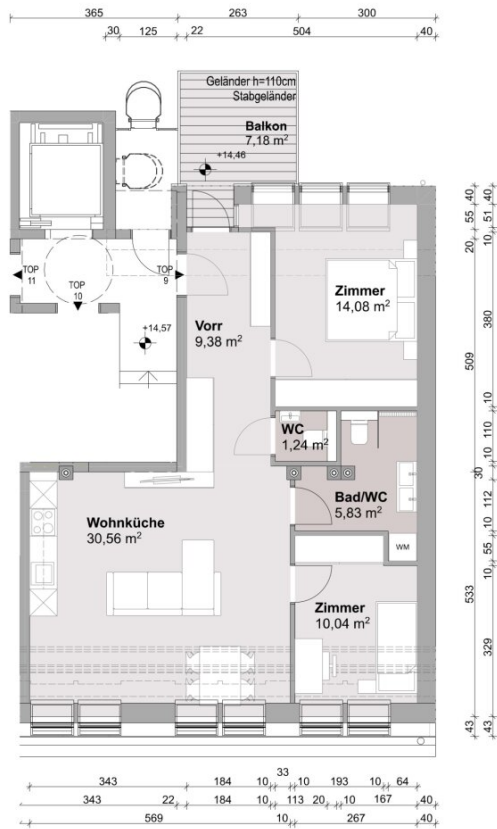 365 263 300
30 125 22 504 40
Geländer h=110cm
Stabgeländer
Balkon
7,18 m²
+14,46
TOP
11
TOP
10
TOP
9
+14,57
Vorr
9,38 m²
Zimmer
14,08 m²
WC
1,24 m²
Bad/WC
5,83 m²
WM
Wohnküche
30,56 m²
Zimmer
10,04 m²
40
55
20
509
30
533
43
40
51
10
380
10
110
10
112
55
10
329
43
33
343 184 10 10 193 10 64
343 22 184 10 113 20 10 167 40
569 10 267 40